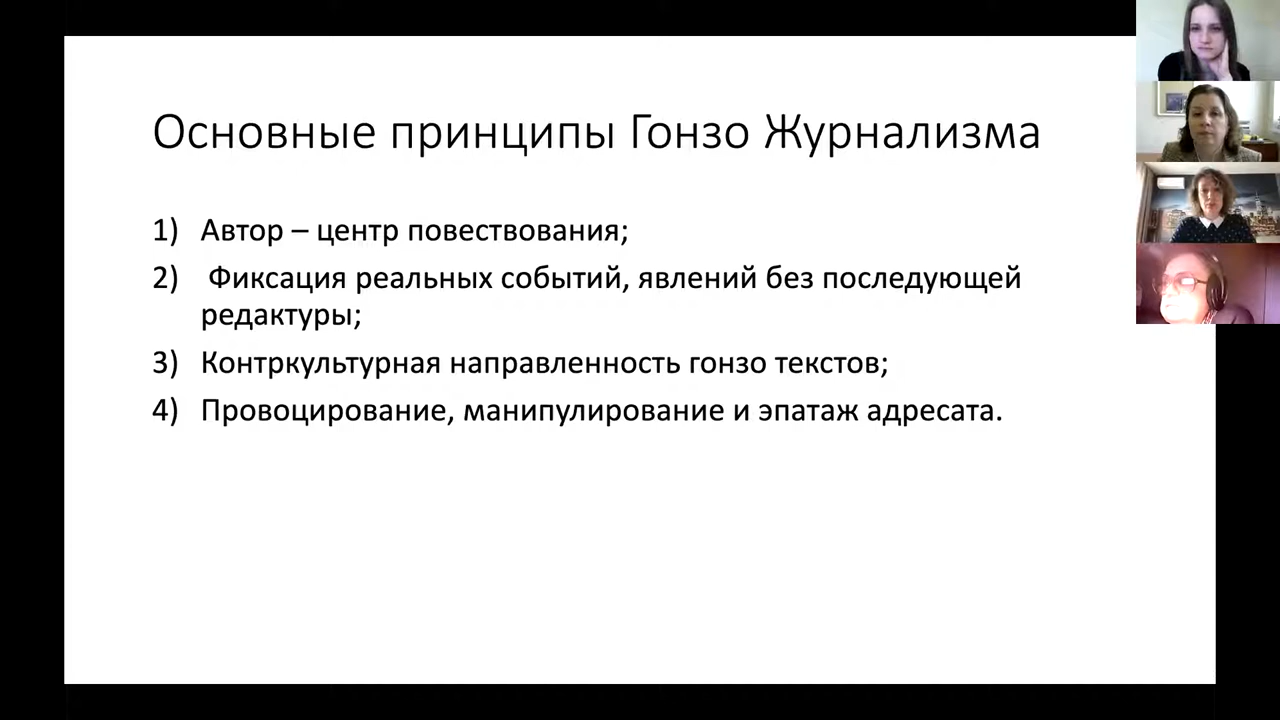 Основные принципы Гонзо Журнализма
1) Автор – центр повествования;
2) Фиксация реальных событий, явлений без последующей
редактуры;
3) Контркультурная направленность гонзо текстов;
4) Провоцирование, манипулирование и эпатаж адресата.